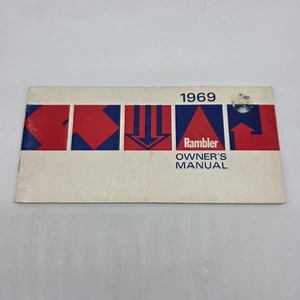 1969
Rambler
OWNER'S
MANUAL